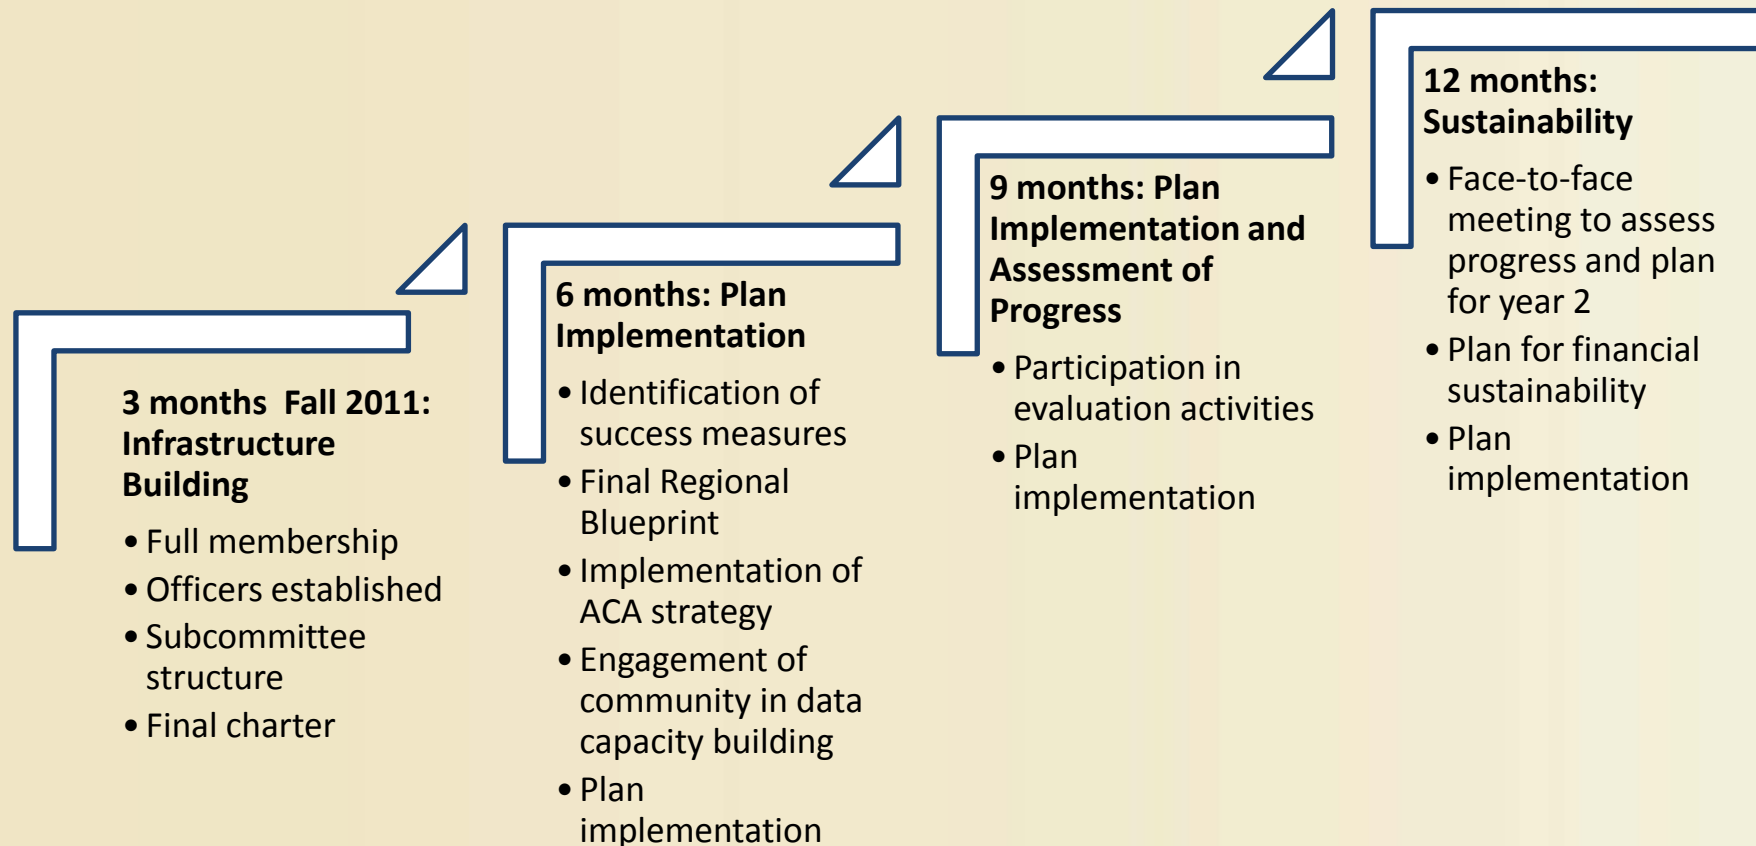 3 months  Fall 2011:
Infrastructure
Building
• Full membership
• Officers established
• Subcommittee
structure
• Final charter
6 months: Plan
Implementation
• Identification of
success measures
• Final Regional
Blueprint
• Implementation of
ACA strategy
• Engagement of
community in data
capacity building
• Plan
implementation
9 months: Plan
Implementation and
Assessment of
Progress
• Participation in
evaluation activities
• Plan
implementation
12 months:
Sustainability
• Face-to-face
meeting to assess
progress and plan
for year 2
• Plan for financial
sustainability
• Plan
implementation